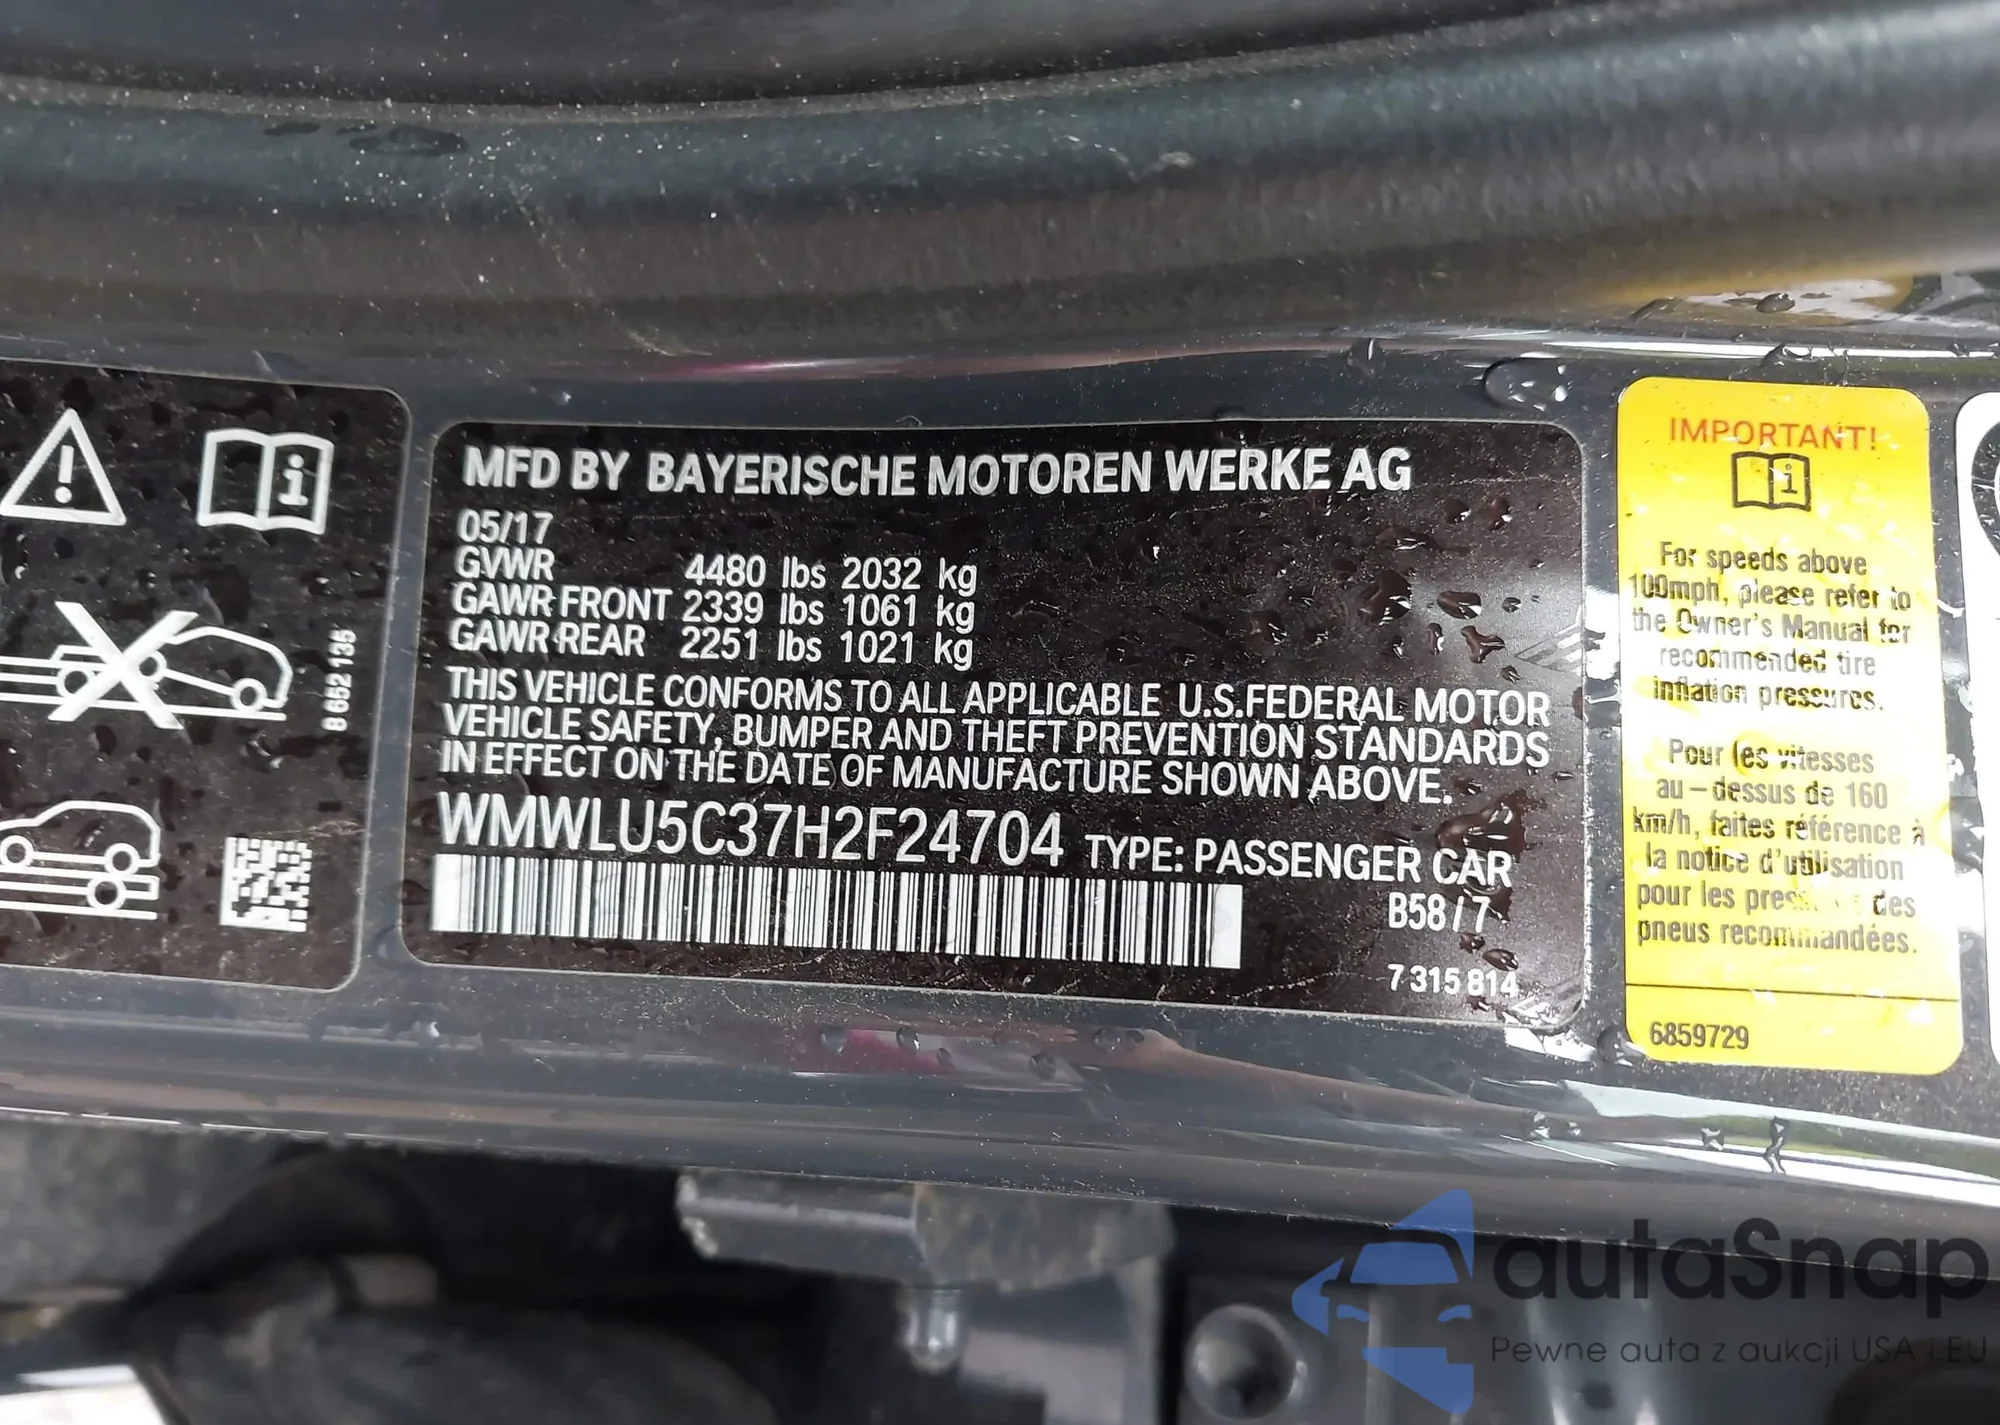 MFD BY BAYERISCHE MOTOREN WERKE AG
05/17
GVWR 4480 lbs 2032 kg
GAWR FRONT 2339 lbs 1061 kg
GAWR REAR 2251 lbs 1021 kg
THIS VEHICLE CONFORMS TO ALL APPLICABLE U.S.FEDERAL MOTOR
VEHICLE SAFETY, BUMPER AND THEFT PREVENTION STANDARDS
IN EFFECT ON THE DATE OF MANUFACTURE SHOWN ABOVE.
WMWLU5C37H2F24704 TYPE: PASSENGER CAR
B58 / 7
7 315 814
8 652 135
IMPORTANT!
For speeds above
100mph, please refer to
the Owner's Manual for
recommended tire
inflation pressures.
Pour les vitesses
au-dessus de 160
km/h, faites référence à
la notice d'utilisation
pour les des
pneus recommandées.
6859729
autaSnap
Pewne auta z aukcji USA i EU